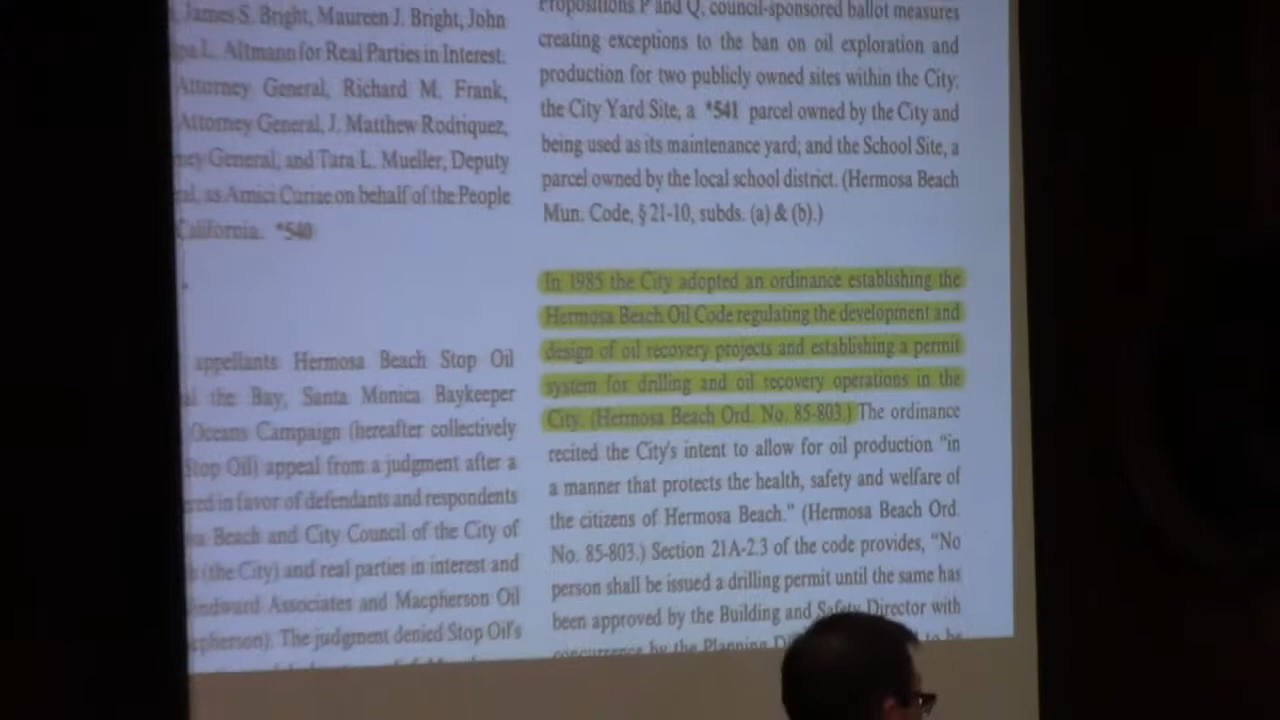 James S. Bright, Maureen J. Bright, John
L. Altmann for Real Parties in Interest.
Attorney General, Richard M. Frank,
Attorney General, J. Matthew Rodriquez,
General, and Tara L. Mueller, Deputy
as Amici Curiae on behalf of the People
California. *540
appellants Hermosa Beach Stop Oil
the Bay, Santa Monica Baykeeper
Oceans Campaign (hereafter collectively
Stop Oil) appeal from a judgment after a
in favor of defendants and respondents
Beach and City Council of the City of
(the City) and real parties in interest and
Windward Associates and Macpherson Oil
The judgment denied Stop Oil's
Propositions P and Q, council-sponsored ballot measures
creating exceptions to the ban on oil exploration and
production for two publicly owned sites within the City:
the City Yard Site, a *541 parcel owned by the City and
being used as its maintenance yard; and the School Site, a
parcel owned by the local school district. (Hermosa Beach
Mun. Code, § 21-10, subds. (a) & (b).)
In 1985 the City adopted an ordinance establishing the
Hermosa Beach Oil Code regulating the development and
design of oil recovery projects and establishing a permit
system for drilling and oil recovery operations in the
City. (Hermosa Beach Ord. No. 85-803.) The ordinance
recited the City's intent to allow for oil production "in
a manner that protects the health, safety and welfare of
the citizens of Hermosa Beach." (Hermosa Beach Ord.
No. 85-803.) Section 21A-2.3 of the code provides, "No
person shall be issued a drilling permit until the same has
been approved by the Building and Safety Director with
concurrence by the Planning to be